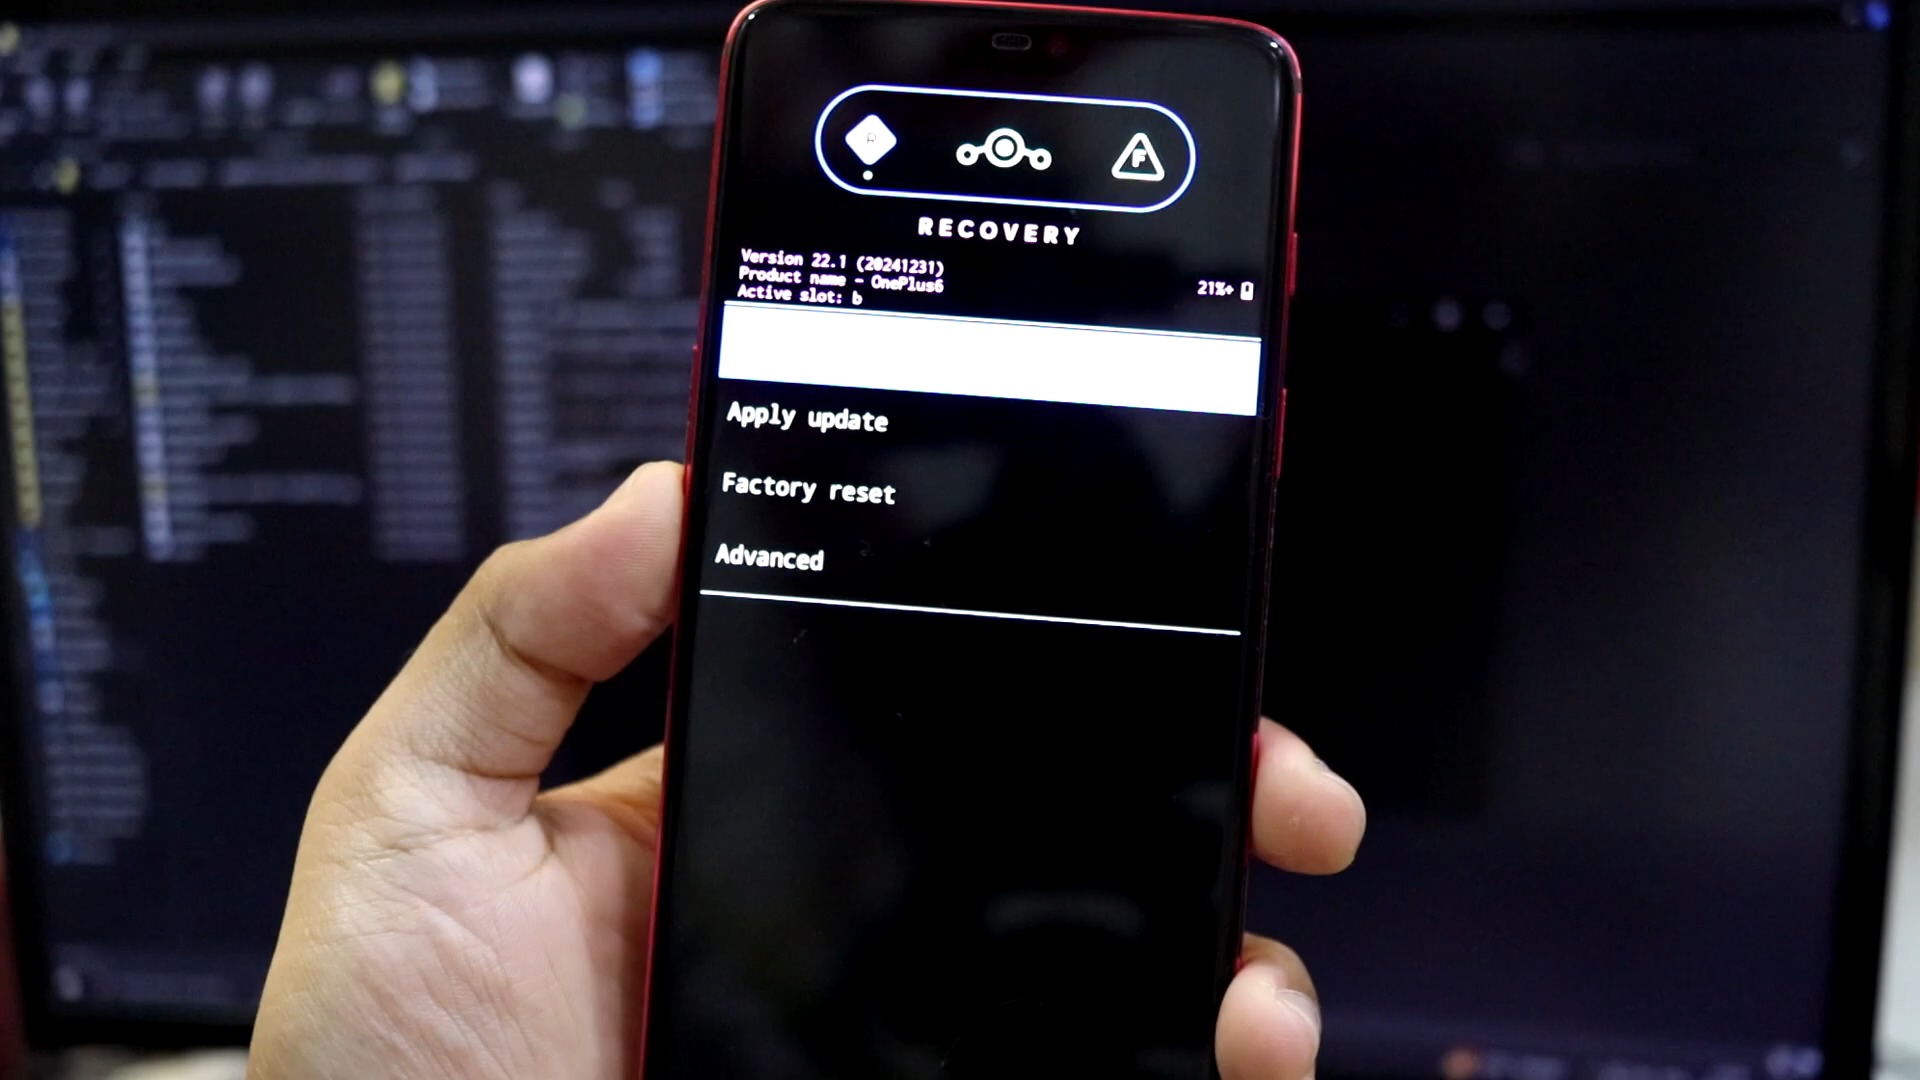 R
F
RECOVERY
Version 22.1 (20241231)
Product name - OnePlus6
Active slot: b
21%+
Apply update
Factory reset
Advanced